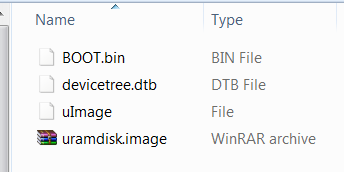 Name Type
BOOT.bin BIN File
devicetree.dtb DTB File
uImage File
uramdisk.image WinRAR archive